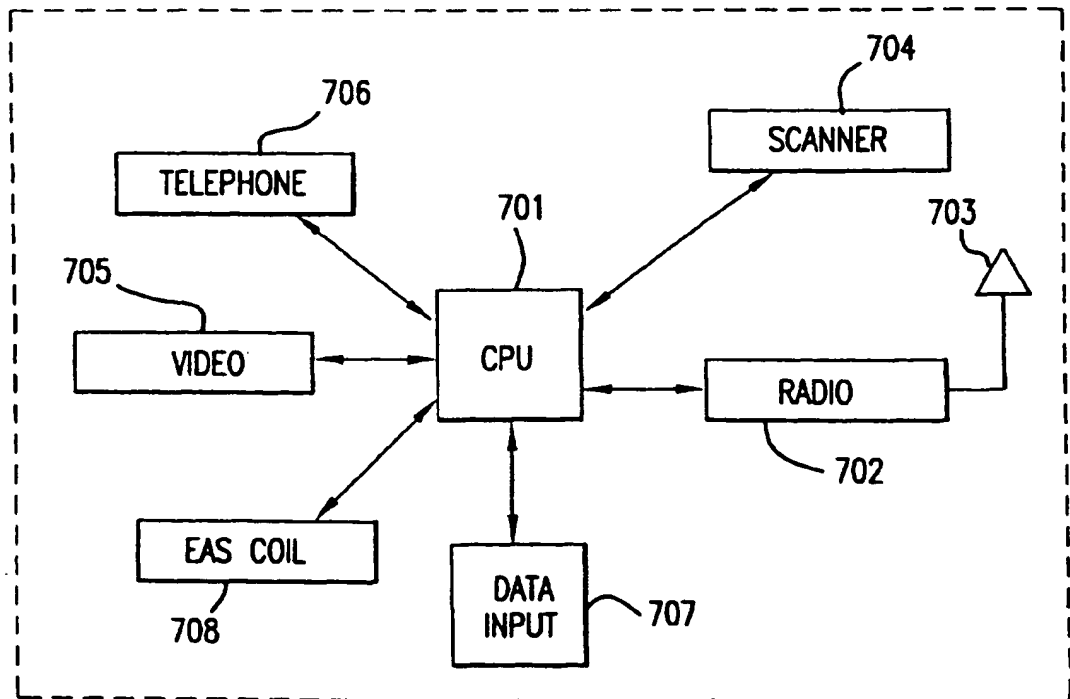 704
706
SCANNER
TELEPHONE
701
703
705
VIDEO
CPU
RADIO
702
EAS COIL
DATA
INPUT
707
708